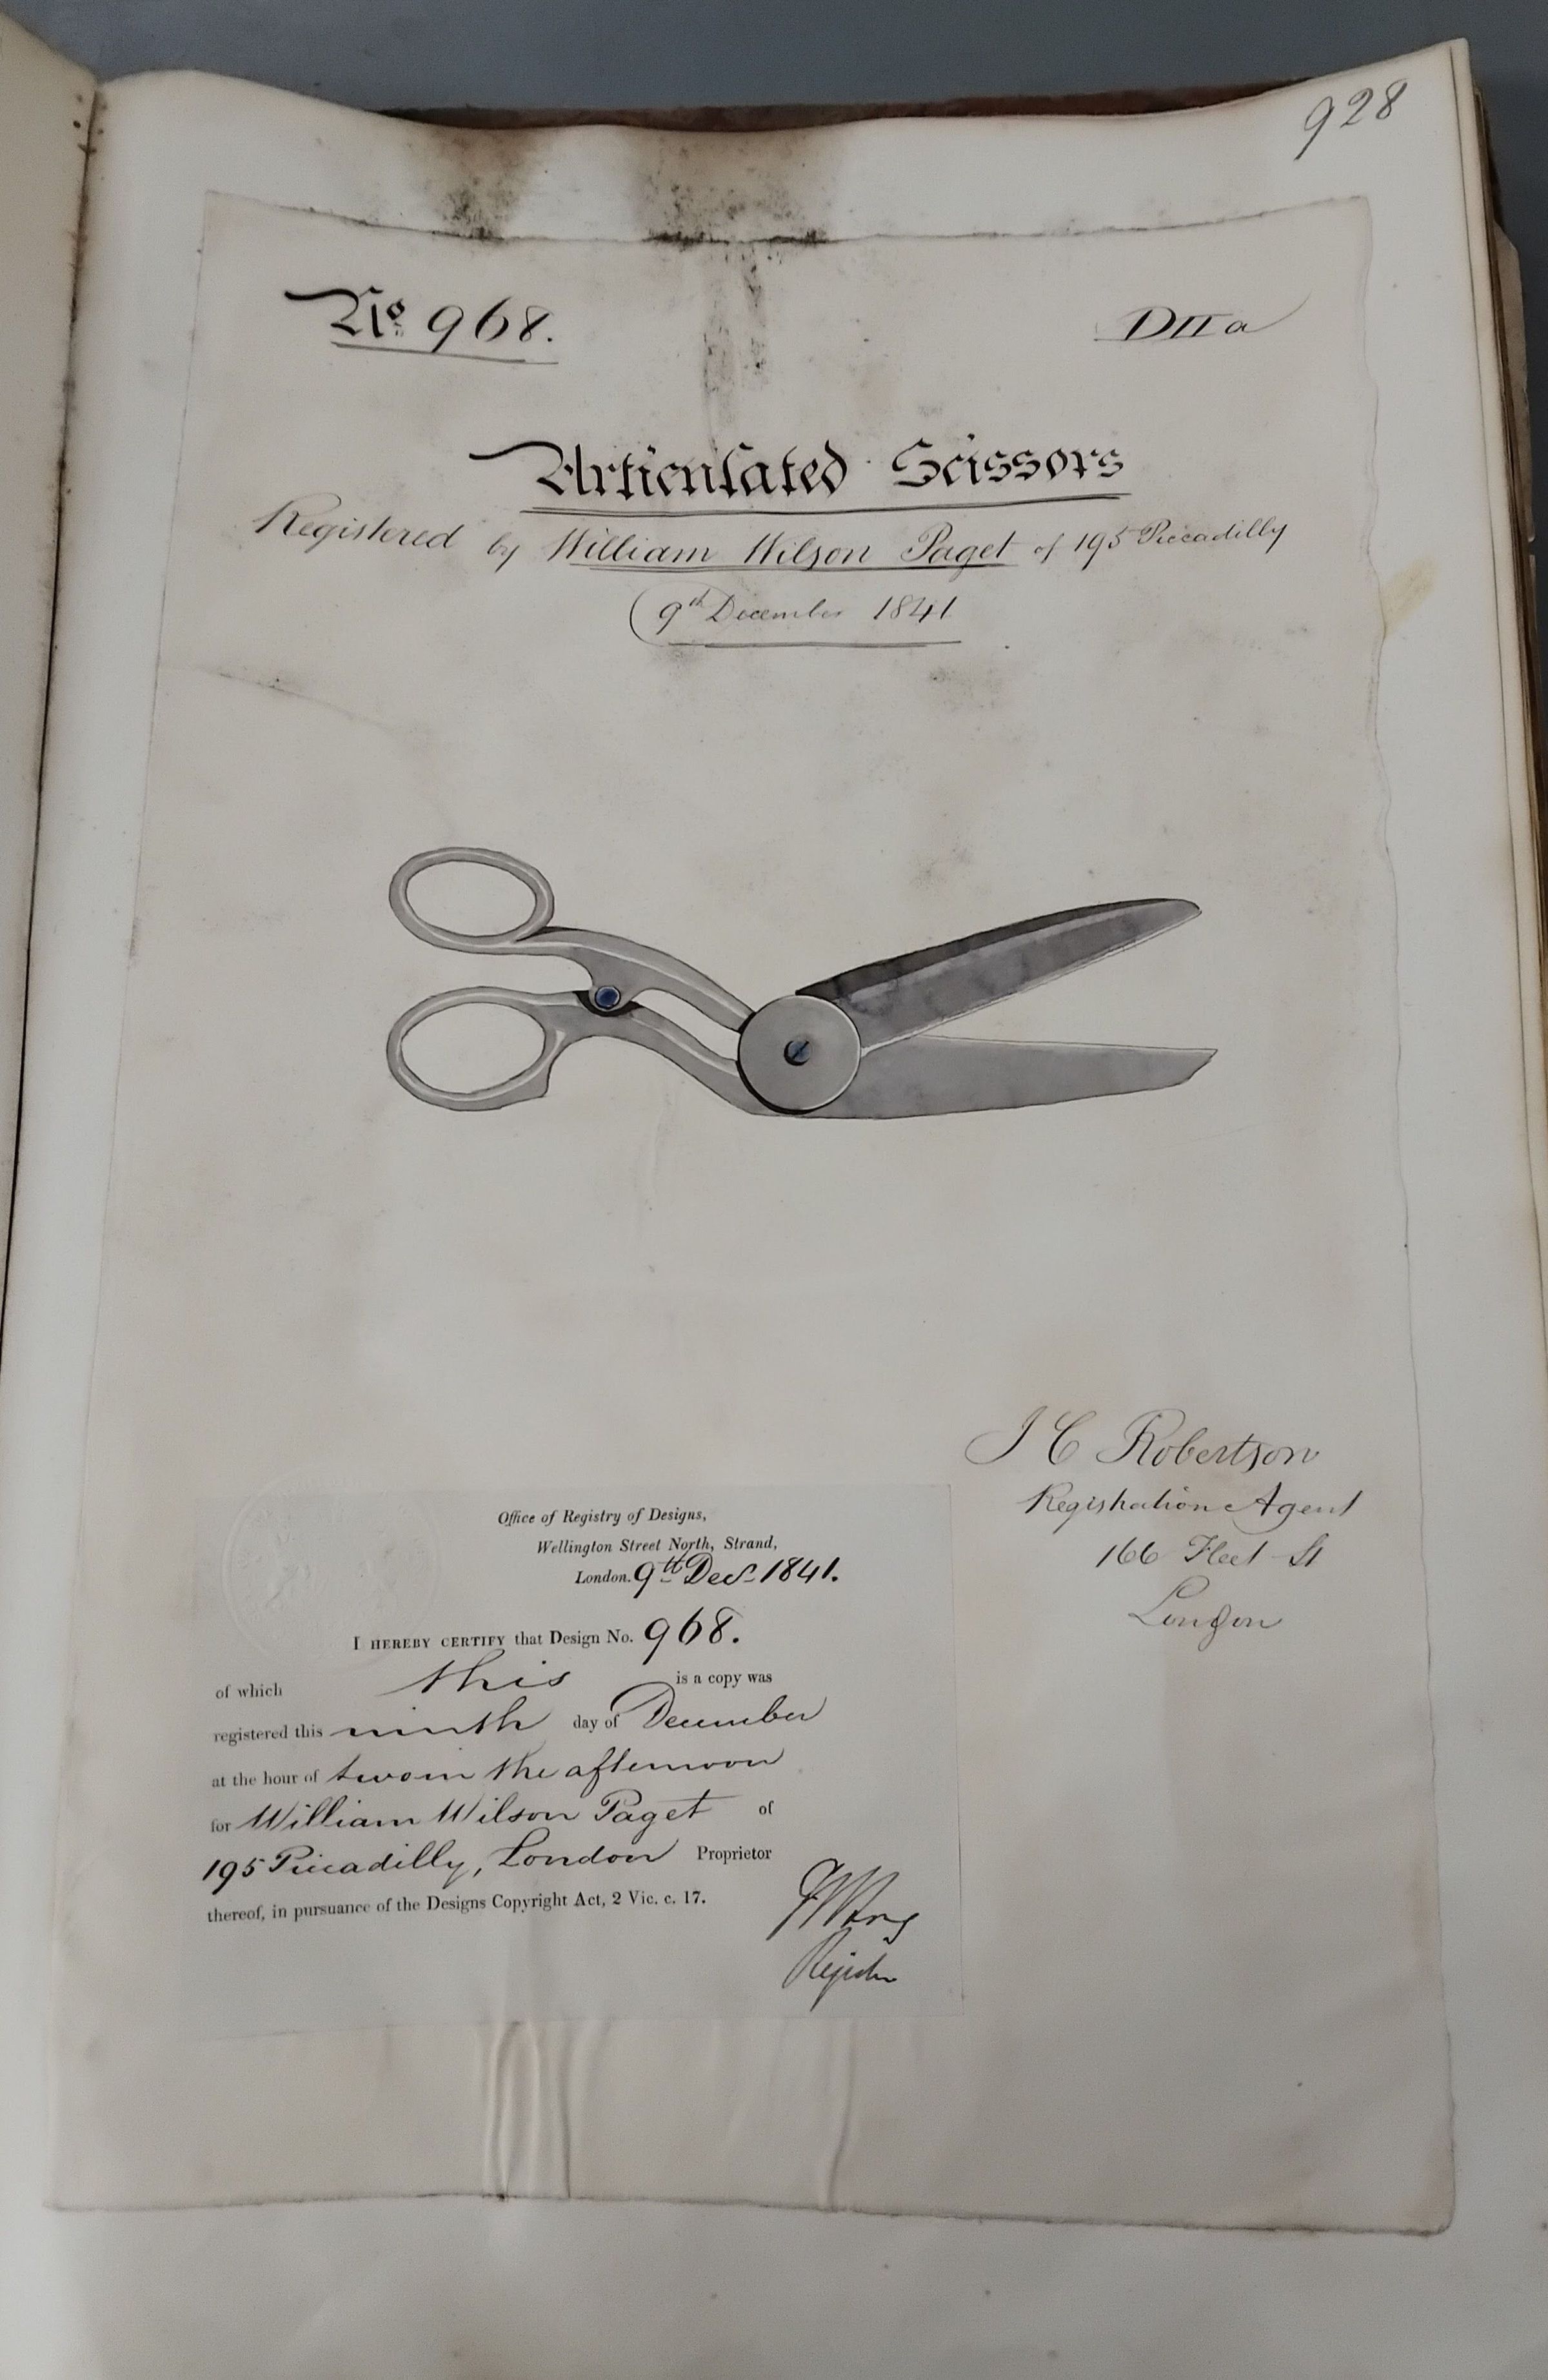 928
No 968.
DII a
Articulated Scissors
Registered by William Wilson Paget of 195 Piccadilly
9th December 1841
J C Robertson
Registration Agent
166 Fleet St
London
Office of Registry of Designs,
Wellington Street North, Strand,
London. 9th Decr 1841.
I HEREBY CERTIFY that Design No. 968.
of which this is a copy was
registered this ninth day of December
at the hour of two in the afternoon
for William Wilson Paget of
195 Piccadilly, London Proprietor
thereof, in pursuance of the Designs Copyright Act, 2 Vic. c. 17.